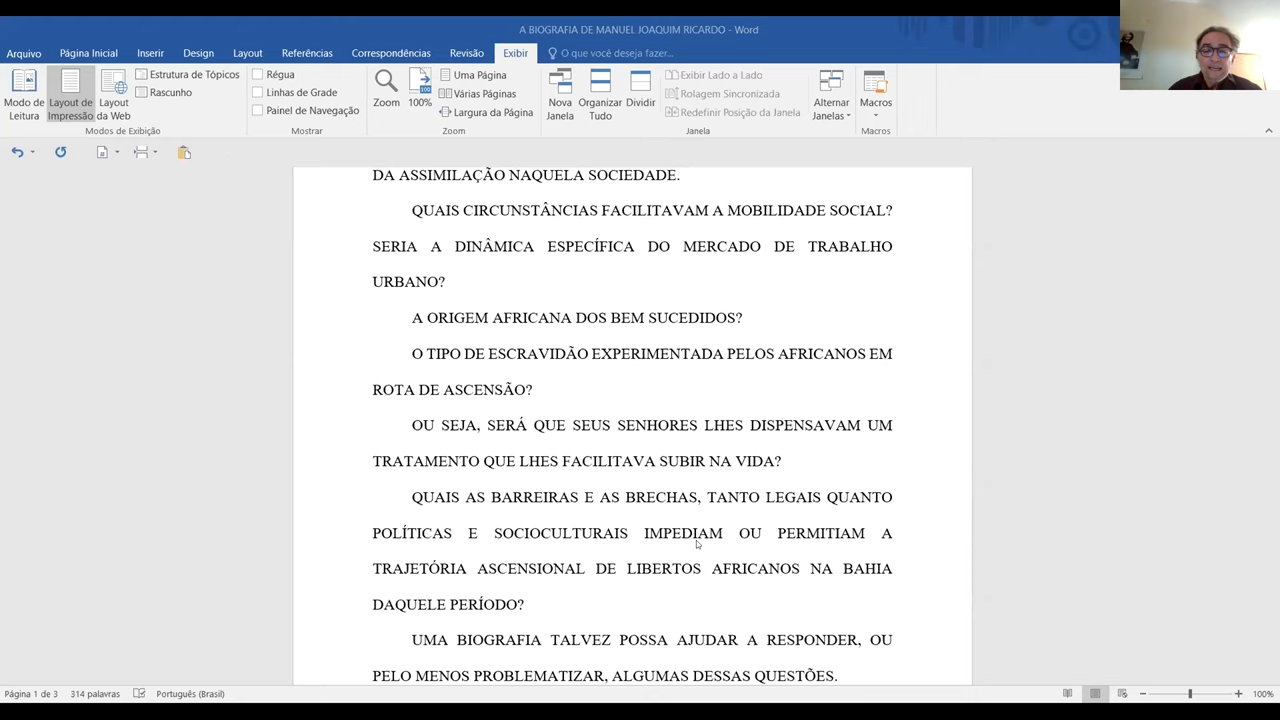 A BIOGRAFIA DE MANUEL JOAQUIM RICARDO - Word
Arquivo Página Inicial Inserir Design Layout Referências Correspondências Revisão Exibir O que você deseja fazer...
Modo de Leitura
Layout de Impressão
Layout da Web
Estrutura de Tópicos
Rascunho
Modos de Exibição
Régua
Linhas de Grade
Painel de Navegação
Mostrar
Zoom
100%
Uma Página
Várias Páginas
Largura da Página
Zoom
Nova Janela
Organizar Tudo
Dividir
Exibir Lado a Lado
Rolagem Sincronizada
Redefinir Posição da Janela
Janela
Alternar Janelas
Macros
Macros
DA ASSIMILAÇÃO NAQUELA SOCIEDADE.
QUAIS CIRCUNSTÂNCIAS FACILITAVAM A MOBILIDADE SOCIAL?
SERIA A DINÂMICA ESPECÍFICA DO MERCADO DE TRABALHO
URBANO?
A ORIGEM AFRICANA DOS BEM SUCEDIDOS?
O TIPO DE ESCRAVIDÃO EXPERIMENTADA PELOS AFRICANOS EM
ROTA DE ASCENSÃO?
OU SEJA, SERÁ QUE SEUS SENHORES LHES DISPENSAVAM UM
TRATAMENTO QUE LHES FACILITAVA SUBIR NA VIDA?
QUAIS AS BARREIRAS E AS BRECHAS, TANTO LEGAIS QUANTO
POLÍTICAS E SOCIOCULTURAIS IMPEDIAM OU PERMITIAM A
TRAJETÓRIA ASCENSIONAL DE LIBERTOS AFRICANOS NA BAHIA
DAQUELE PERÍODO?
UMA BIOGRAFIA TALVEZ POSSA AJUDAR A RESPONDER, OU
PELO MENOS PROBLEMATIZAR, ALGUMAS DESSAS QUESTÕES.
Página 1 de 3 314 palavras Português (Brasil) 100%